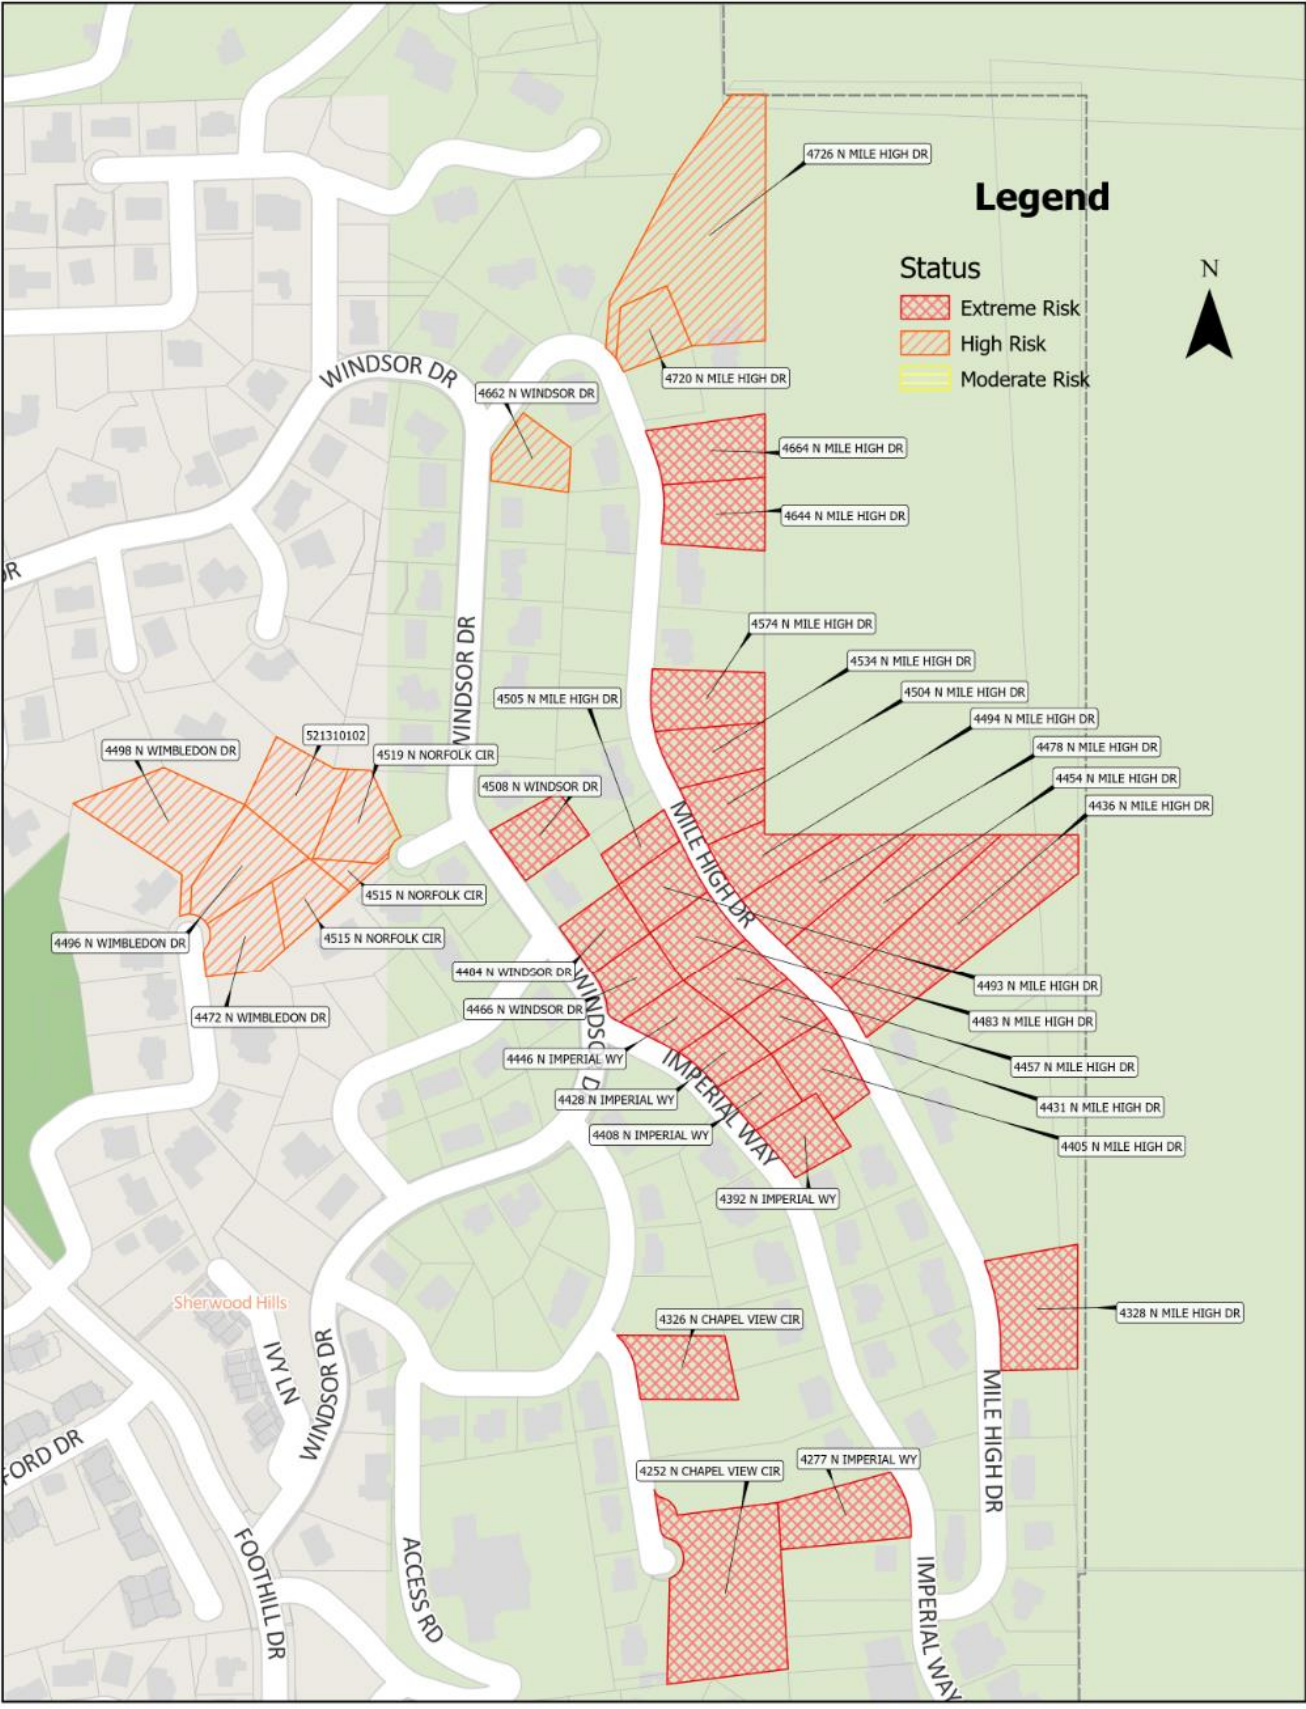 4726 N MILE HIGH DR
Legend
Status
N
Extreme Risk
High Risk
Moderate Risk
WINDSOR DR
4662 N WINDSOR DR
4720 N MILE HIGH DR
4664 N MILE HIGH DR
4644 N MILE HIGH DR
DR
4574 N MILE HIGH DR
WINDSOR DR
4534 N MILE HIGH DR
4505 N MILE HIGH DR
4504 N MILE HIGH DR
4494 N MILE HIGH DR
521310102
4498 N WIMBLEDON DR
4519 N NORFOLK CIR
4478 N MILE HIGH DR
4454 N MILE HIGH DR
4508 N WINDSOR DR
4436 N MILE HIGH DR
MILE HIGH DR
4515 N NORFOLK CIR
4515 N NORFOLK CIR
4496 N WIMBLEDON DR
4484 N WINDSOR DR
4493 N MILE HIGH DR
4466 N WINDSOR DR
4472 N WIMBLEDON DR
4483 N MILE HIGH DR
WINDSOR D
4446 N IMPERIAL WY
4457 N MILE HIGH DR
4428 N IMPERIAL WY
IMPERIAL WAY
4431 N MILE HIGH DR
4408 N IMPERIAL WY
4405 N MILE HIGH DR
4392 N IMPERIAL WY
Sherwood Hills
4326 N CHAPEL VIEW CIR
4328 N MILE HIGH DR
IVY LN
WINDSOR DR
MILE HIGH DR
FORD DR
4277 N IMPERIAL WY
4252 N CHAPEL VIEW CIR
FOOTHILL DR
ACCESS RD
IMPERIAL WAY